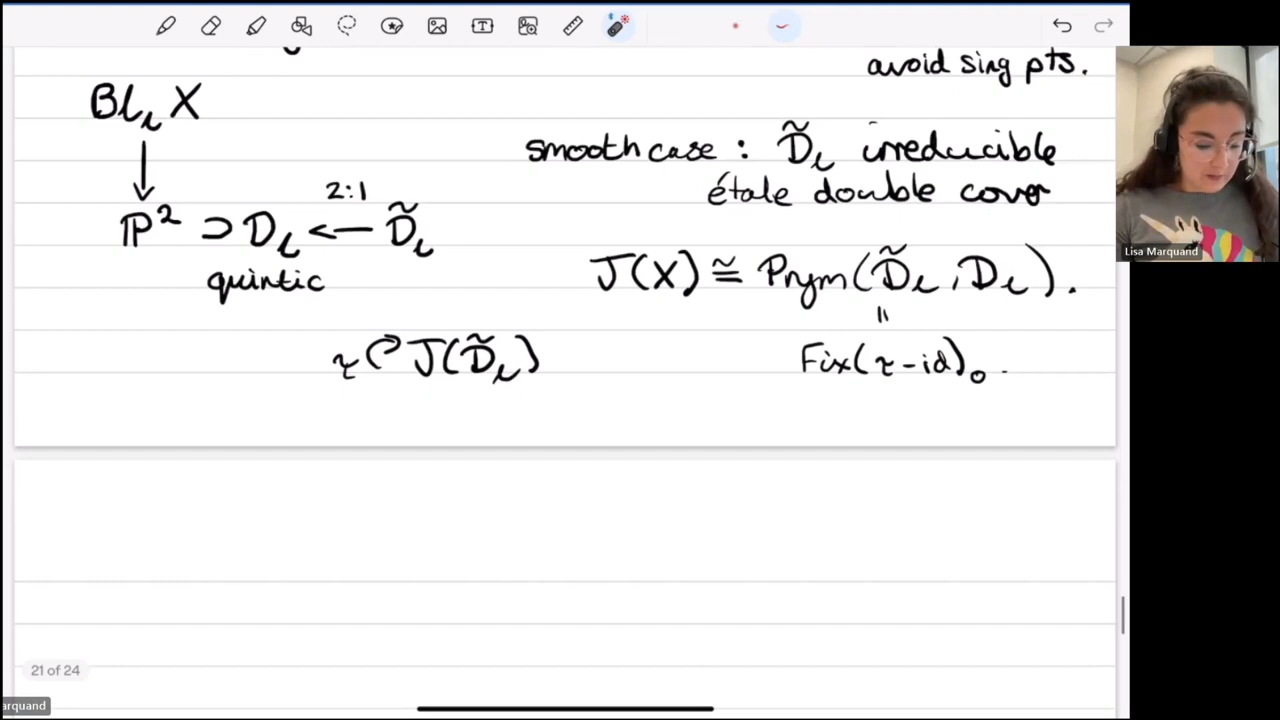 avoid sing pts.
Bl_ℓ X
smooth case : D̃_ℓ irreducible
étale double cover
2:1
ℙ² ⊃ D_ℓ ← D̃_ℓ
quintic
J(X) ≅ Prym(D̃_ℓ, D_ℓ).
τ ↻ J(D̃_ℓ)
Fix(τ-id)₀.
21 of 24
arquand
Lisa Marquand